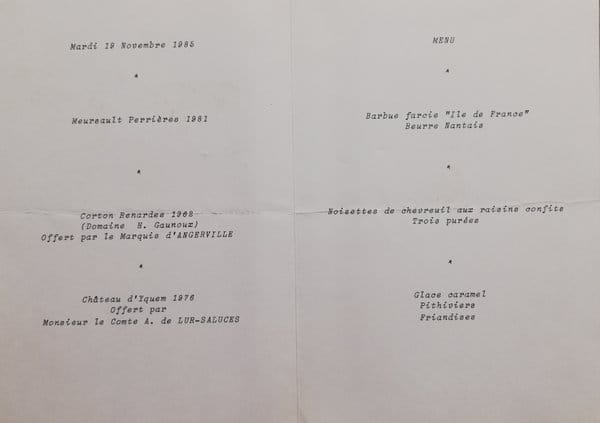 Mardi 19 Novembre 1985
*
Meursault Perrières 1981
*
Corton Renardes 1962
(Domaine H. Gaunoux)
Offert par le Marquis d'ANGERVILLE
*
Château d'Yquem 1976
Offert par
Monsieur le Comte A. de LUR-SALUCES
MENU
*
Barbue farcie "Ile de France"
Beurre Nantais
*
Noisettes de chevreuil aux raisins confits
Trois purées
*
Glace caramel
Pithiviers
Friandises